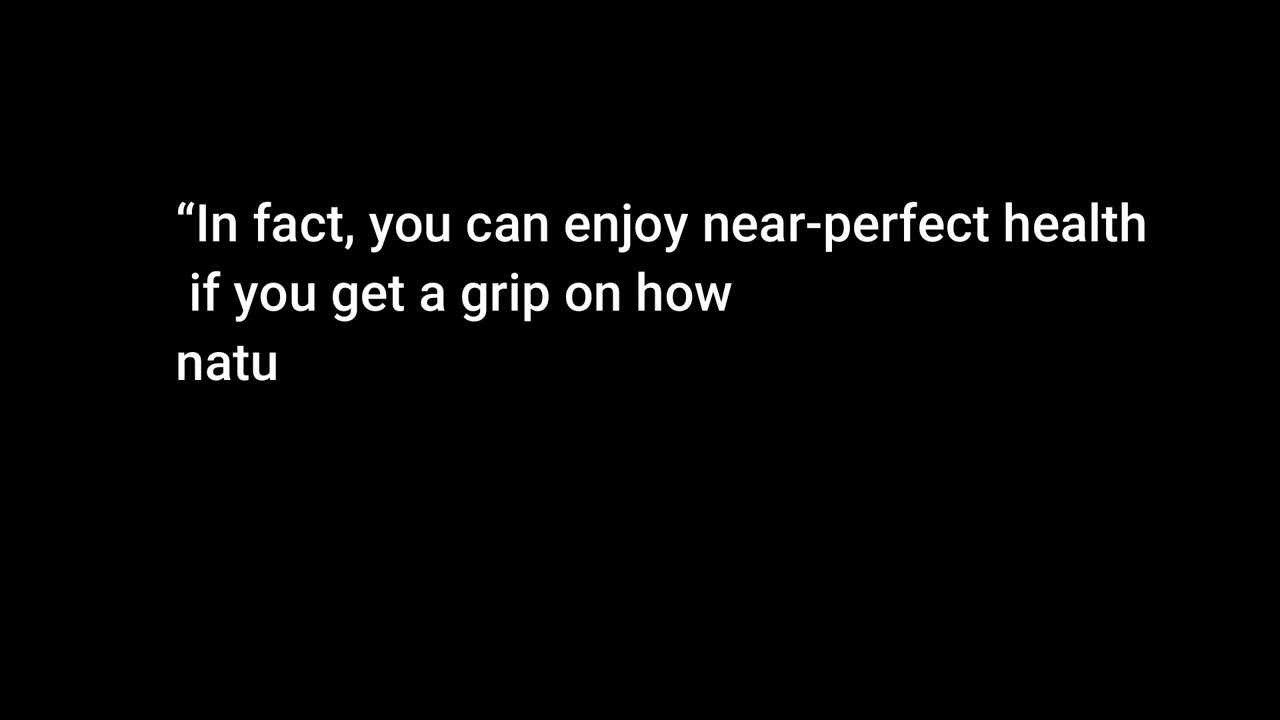 “In fact, you can enjoy near-perfect health
if you get a grip on how
natu